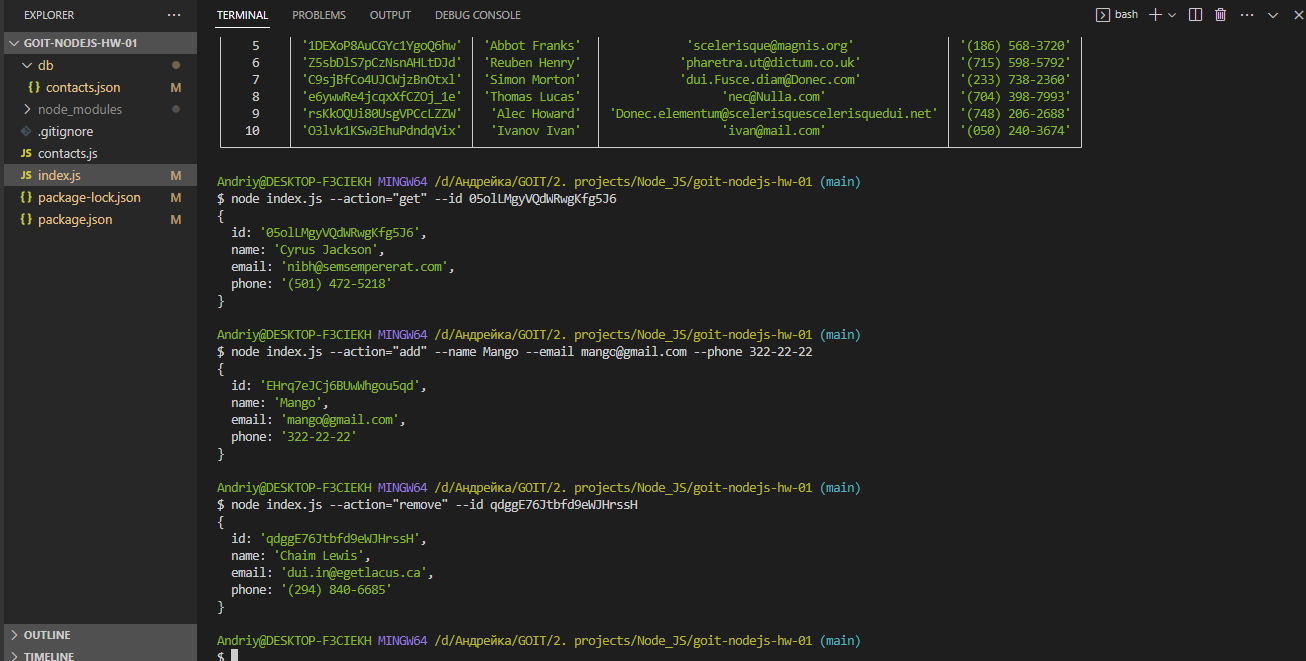 EXPLORER
GOIT-NODEJS-HW-01
db
{} contacts.json M
node_modules
.gitignore
JS contacts.js
JS index.js M
{} package-lock.json M
{} package.json M
OUTLINE
TIMELINE
TERMINAL PROBLEMS OUTPUT DEBUG CONSOLE bash
5 '1DEXoP8AuCGYc1YgoQ6hw' 'Abbot Franks' 'scelerisque@magnis.org' '(186) 568-3720'
6 'Z5sbDlS7pCzNsnAHLtDJd' 'Reuben Henry' 'pharetra.ut@dictum.co.uk' '(715) 598-5792'
7 'C9sjBfCo4UJCWjzBnOtxl' 'Simon Morton' 'dui.Fusce.diam@Donec.com' '(233) 738-2360'
8 'e6ywwRe4jcqxXfCZOj_1e' 'Thomas Lucas' 'nec@Nulla.com' '(704) 398-7993'
9 'rsKkOQUi80UsgVPCcLZZW' 'Alec Howard' 'Donec.elementum@scelerisquescelerisquedui.net' '(748) 206-2688'
10 'O3lvk1KSw3EhuPdndqVix' 'Ivanov Ivan' 'ivan@mail.com' '(050) 240-3674'
Andriy@DESKTOP-F3CIEKH MINGW64 /d/Андрейка/GOIT/2. projects/Node_JS/goit-nodejs-hw-01 (main)
$ node index.js --action="get" --id 05olLMgyVQdWRwgKfg5J6
{
id: '05olLMgyVQdWRwgKfg5J6',
name: 'Cyrus Jackson',
email: 'nibh@semsempererat.com',
phone: '(501) 472-5218'
}
Andriy@DESKTOP-F3CIEKH MINGW64 /d/Андрейка/GOIT/2. projects/Node_JS/goit-nodejs-hw-01 (main)
$ node index.js --action="add" --name Mango --email mango@gmail.com --phone 322-22-22
{
id: 'EHrq7eJCj6BUwWhgou5qd',
name: 'Mango',
email: 'mango@gmail.com',
phone: '322-22-22'
}
Andriy@DESKTOP-F3CIEKH MINGW64 /d/Андрейка/GOIT/2. projects/Node_JS/goit-nodejs-hw-01 (main)
$ node index.js --action="remove" --id qdggE76Jtbfd9eWJHrssH
{
id: 'qdggE76Jtbfd9eWJHrssH',
name: 'Chaim Lewis',
email: 'dui.in@egetlacus.ca',
phone: '(294) 840-6685'
}
Andriy@DESKTOP-F3CIEKH MINGW64 /d/Андрейка/GOIT/2. projects/Node_JS/goit-nodejs-hw-01 (main)
$